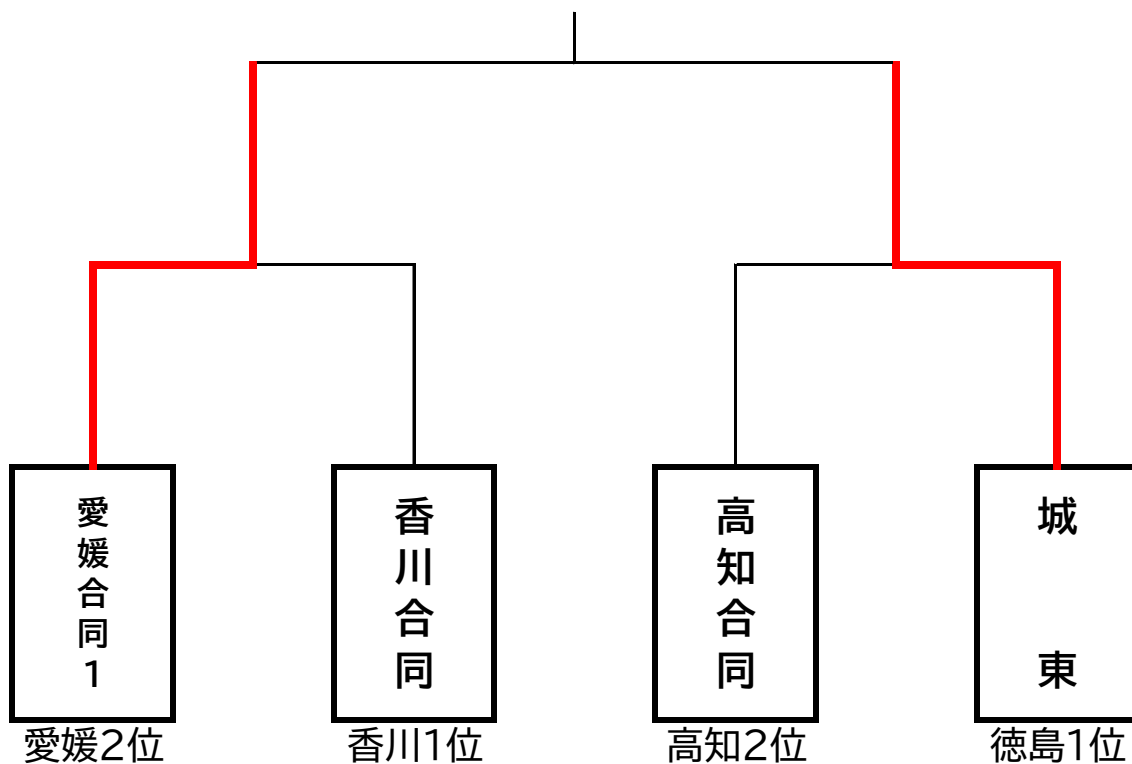 愛媛合同1
香川合同
高知合同
城東
愛媛2位
香川1位
高知2位
徳島1位